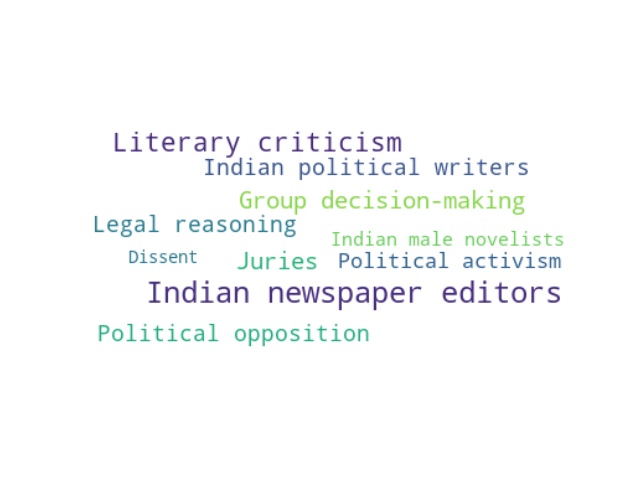 Literary criticism
Indian political writers
Group decision-making
Legal reasoning
Indian male novelists
Dissent
Juries
Political activism
Indian newspaper editors
Political opposition